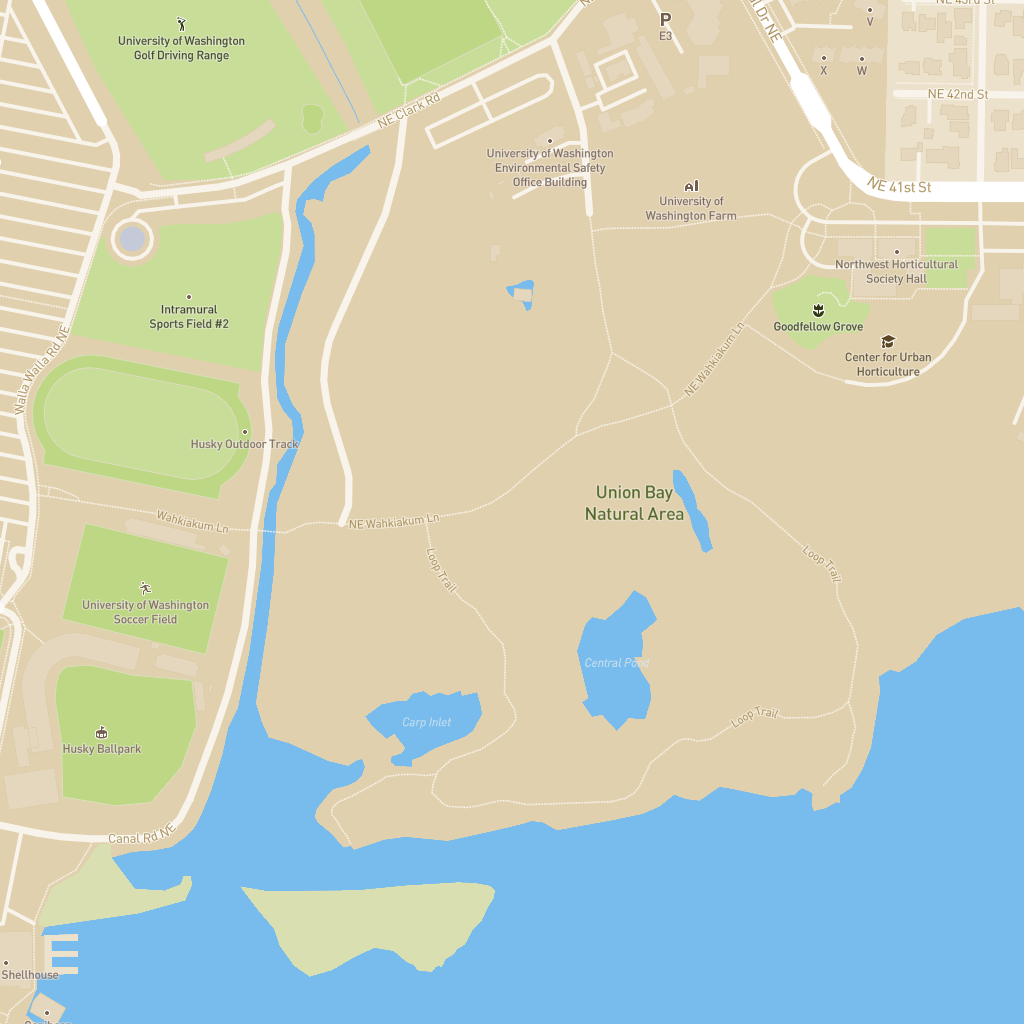 NE 43rd St
P
E3
V
University of Washington
Golf Driving Range
X
W
NE 42nd St
NE Clark Rd
University of Washington
Environmental Safety
Office Building
NE 41st St
University of
Washington Farm
Northwest Horticultural
Society Hall
Intramural
Sports Field #2
Goodfellow Grove
Center for Urban
Horticulture
Walla Walla Rd NE
NE Wahkiakum Ln
Husky Outdoor Track
Union Bay
Natural Area
Wahkiakum Ln
NE Wahkiakum Ln
Loop Trail
Loop Trail
University of Washington
Soccer Field
Central Pond
Carp Inlet
Loop Trail
Husky Ballpark
Canal Rd NE
Shellhouse